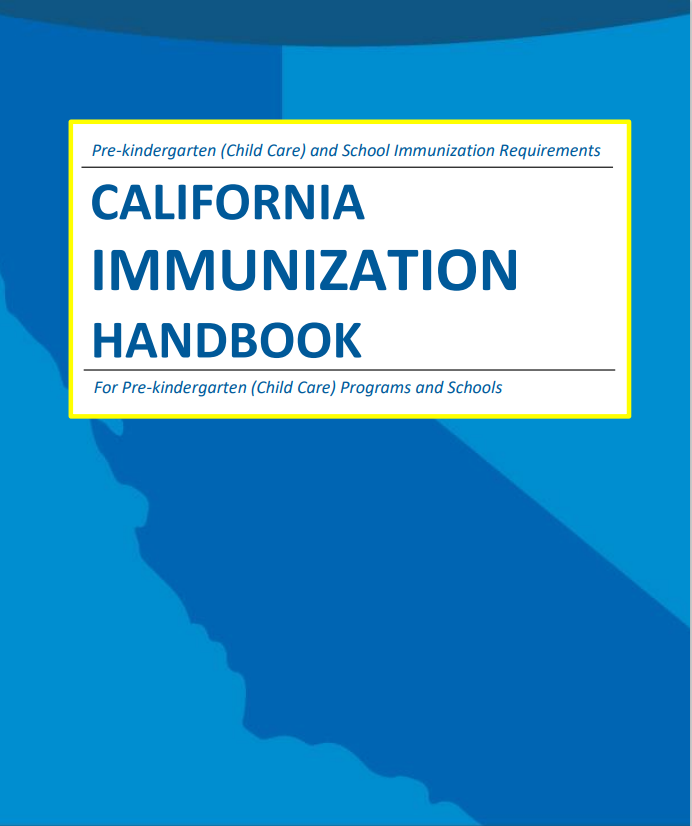 Pre-kindergarten (Child Care) and School Immunization Requirements
CALIFORNIA
IMMUNIZATION
HANDBOOK
For Pre-kindergarten (Child Care) Programs and Schools